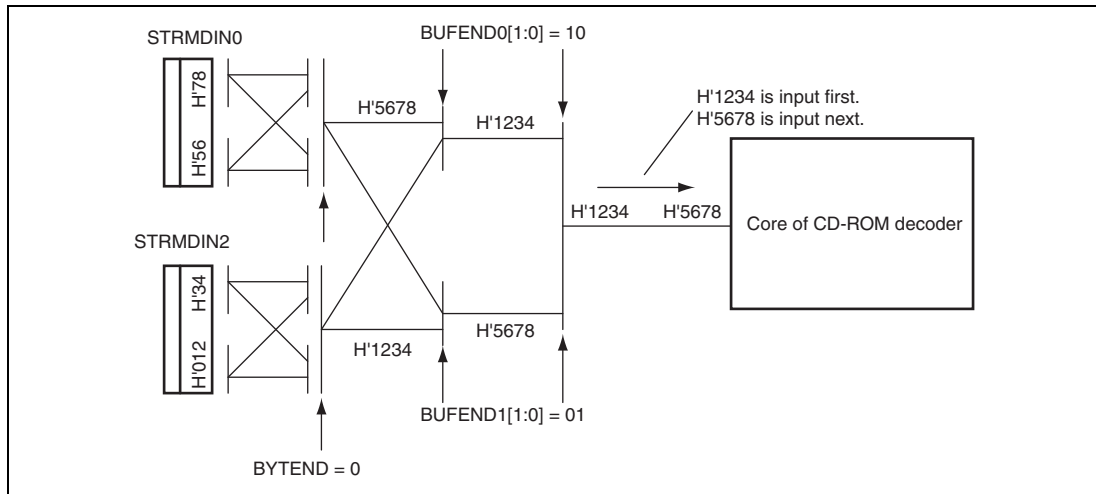 STRMDIN0
BUFEND0[1:0] = 10
H'78
H'56
H'5678
H'1234
H'1234 is input first.
H'5678 is input next.
H'1234
H'5678
Core of CD-ROM decoder
STRMDIN2
H'34
H'012
H'1234
H'5678
BUFEND1[1:0] = 01
BYTEND = 0